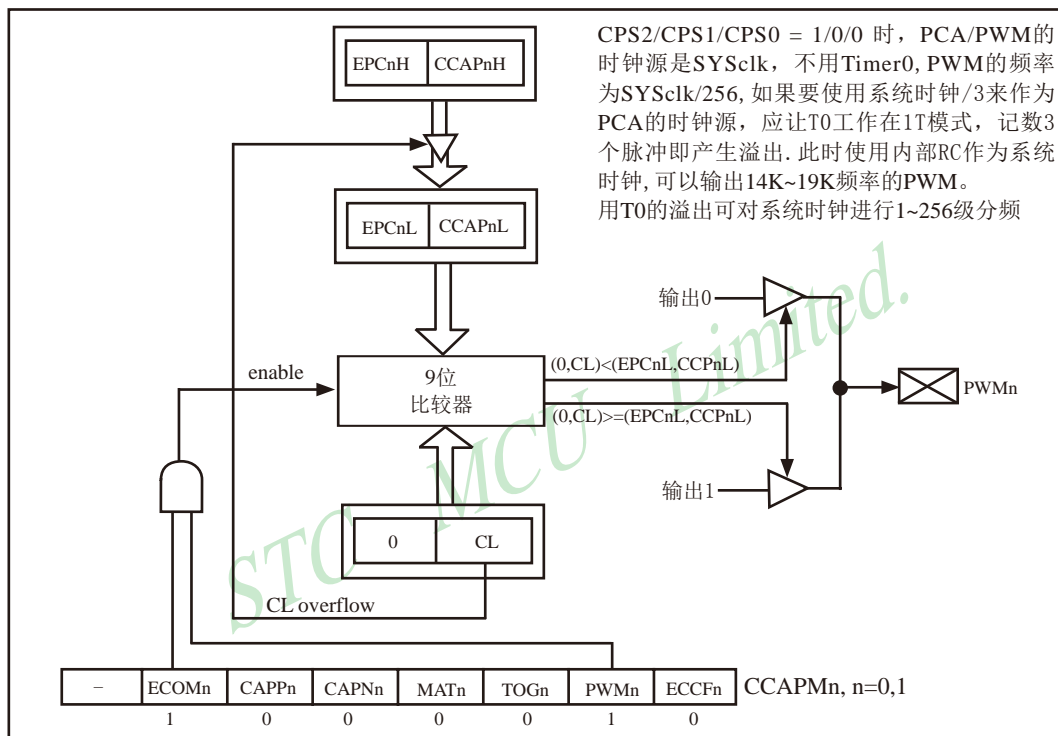 CPS2/CPS1/CPS0 = 1/0/0 时，PCA/PWM的
时钟源是SYSclk，不用Timer0, PWM的频率
为SYSclk/256, 如果要使用系统时钟/3来作为
PCA的时钟源，应让T0工作在1T模式，记数3
个脉冲即产生溢出. 此时使用内部RC作为系统
时钟, 可以输出14K~19K频率的PWM。
用T0的溢出可对系统时钟进行1~256级分频
EPCnH CCAPnH
EPCnL CCAPnL
输出0
enable
9位
比较器
(0,CL)<(EPCnL,CCPnL)
(0,CL)>=(EPCnL,CCPnL)
PWMn
输出1
0 CL
CL overflow
STC MCU Limited.
– ECOMn CAPPn CAPNn MATn TOGn PWMn ECCFn CCAPMn, n=0,1
1 0 0 0 0 1 0